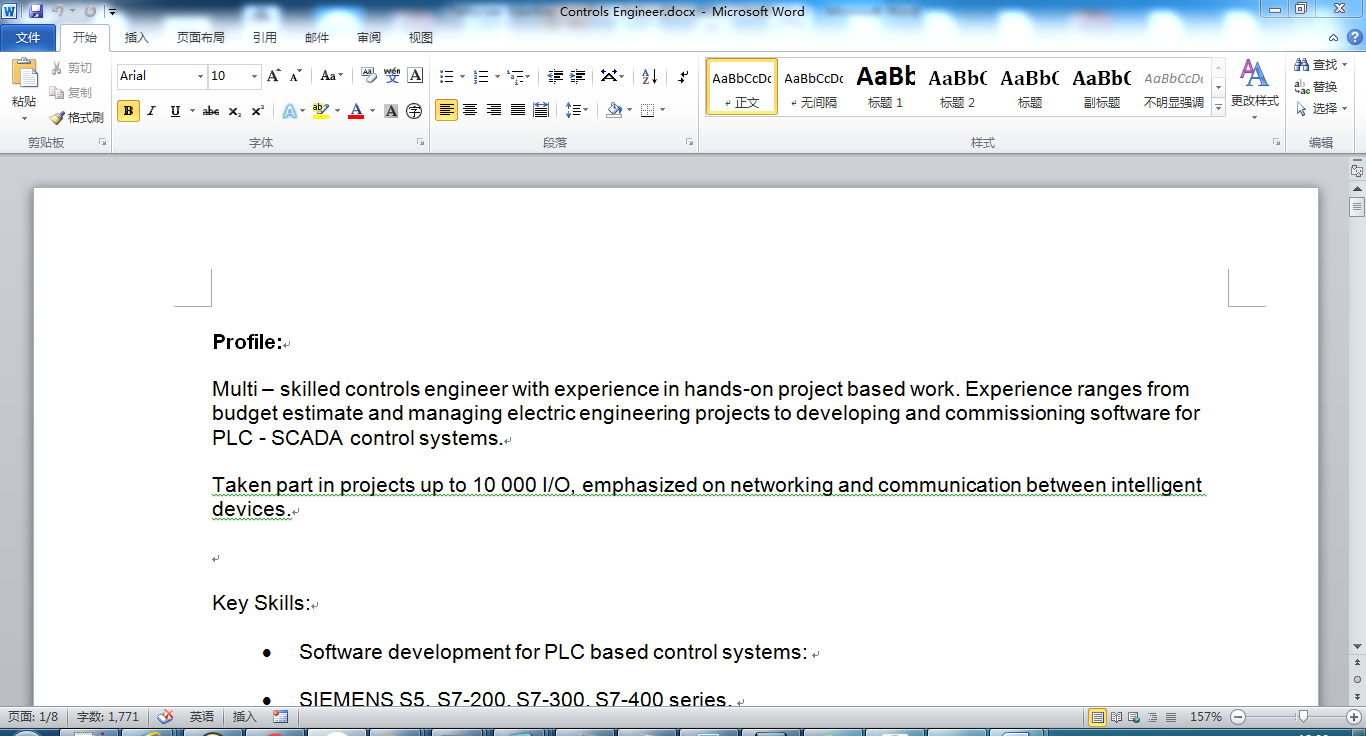 Controls Engineer.docx - Microsoft Word
文件 开始 插入 页面布局 引用 邮件 审阅 视图
粘贴 剪切 复制 格式刷
Arial 10
AaBbCcDc AaBbCcDc AaBb AaBbC AaBbC AaBbC AaBbCcDc
正文 无间隔 标题 1 标题 2 标题 副标题 不明显强调
更改样式
查找 替换 选择
剪贴板 字体 段落 样式 编辑
Profile:
Multi – skilled controls engineer with experience in hands-on project based work. Experience ranges from
budget estimate and managing electric engineering projects to developing and commissioning software for
PLC - SCADA control systems.
Taken part in projects up to 10 000 I/O, emphasized on networking and communication between intelligent
devices.
Key Skills:
• Software development for PLC based control systems:
• SIEMENS S5, S7-200, S7-300, S7-400 series.
页面: 1/8 字数: 1,771 英语 插入 157%